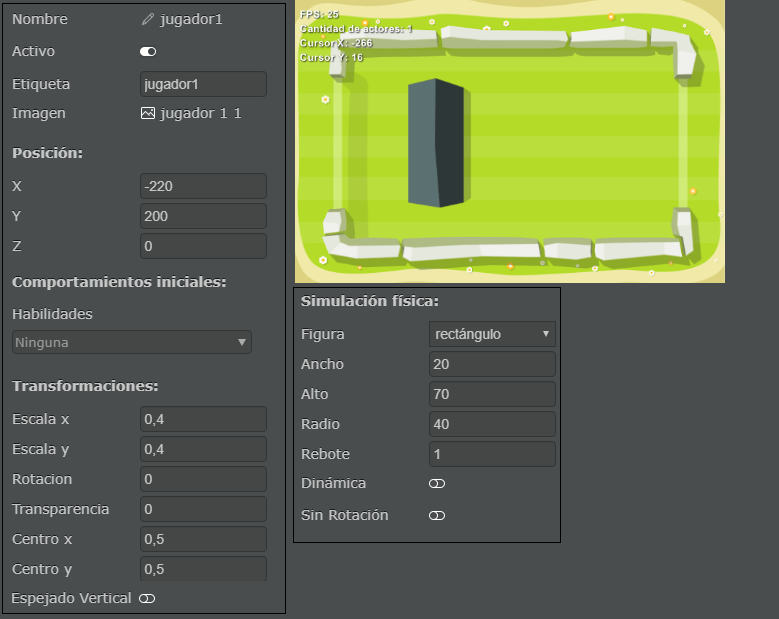 Nombre jugador1
Activo
Etiqueta jugador1
Imagen jugador 1 1
Posición:
X -220
Y 200
Z 0
Comportamientos iniciales:
Habilidades
Ninguna
Transformaciones:
Escala x 0,4
Escala y 0,4
Rotacion 0
Transparencia 0
Centro x 0,5
Centro y 0,5
Espejado Vertical
FPS: 25
Cantidad de actores: 1
Cursor X: -266
Cursor Y: 16
Simulación física:
Figura rectángulo
Ancho 20
Alto 70
Radio 40
Rebote 1
Dinámica
Sin Rotación